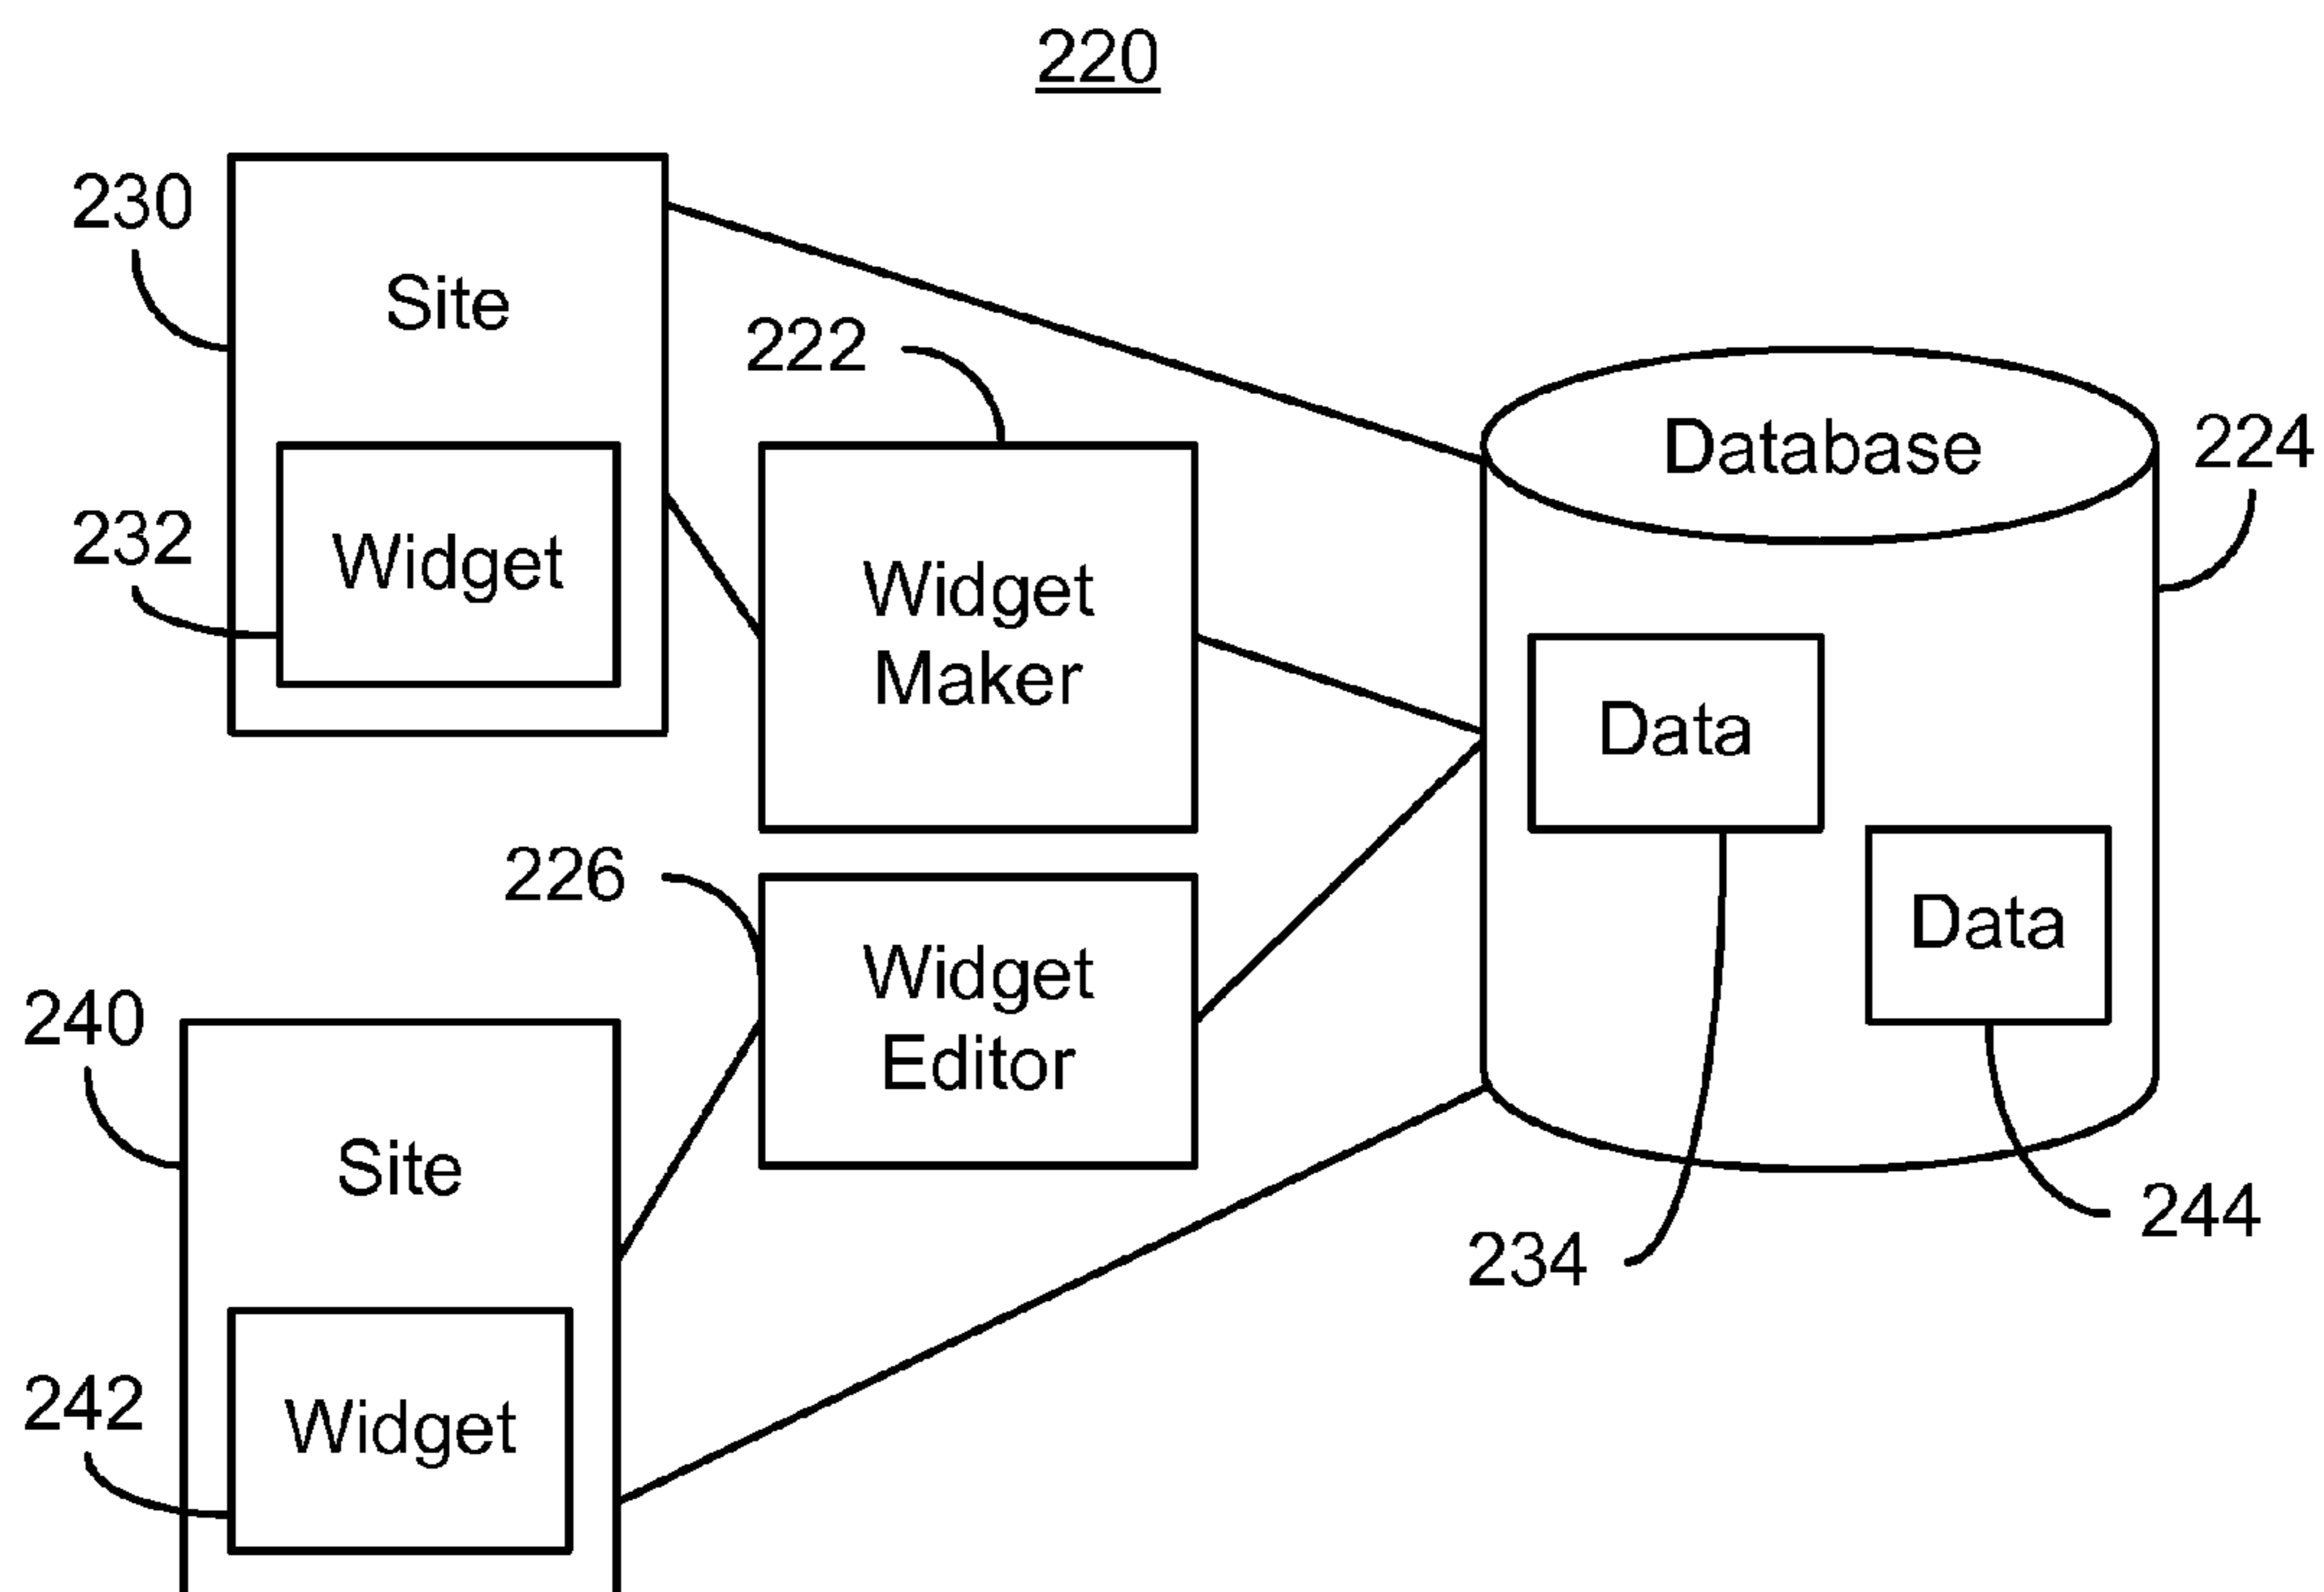 220
230
Site
222
Database
224
232
Widget
Widget
Maker
Data
226
Data
Widget
Editor
240
Site
244
234
242
Widget